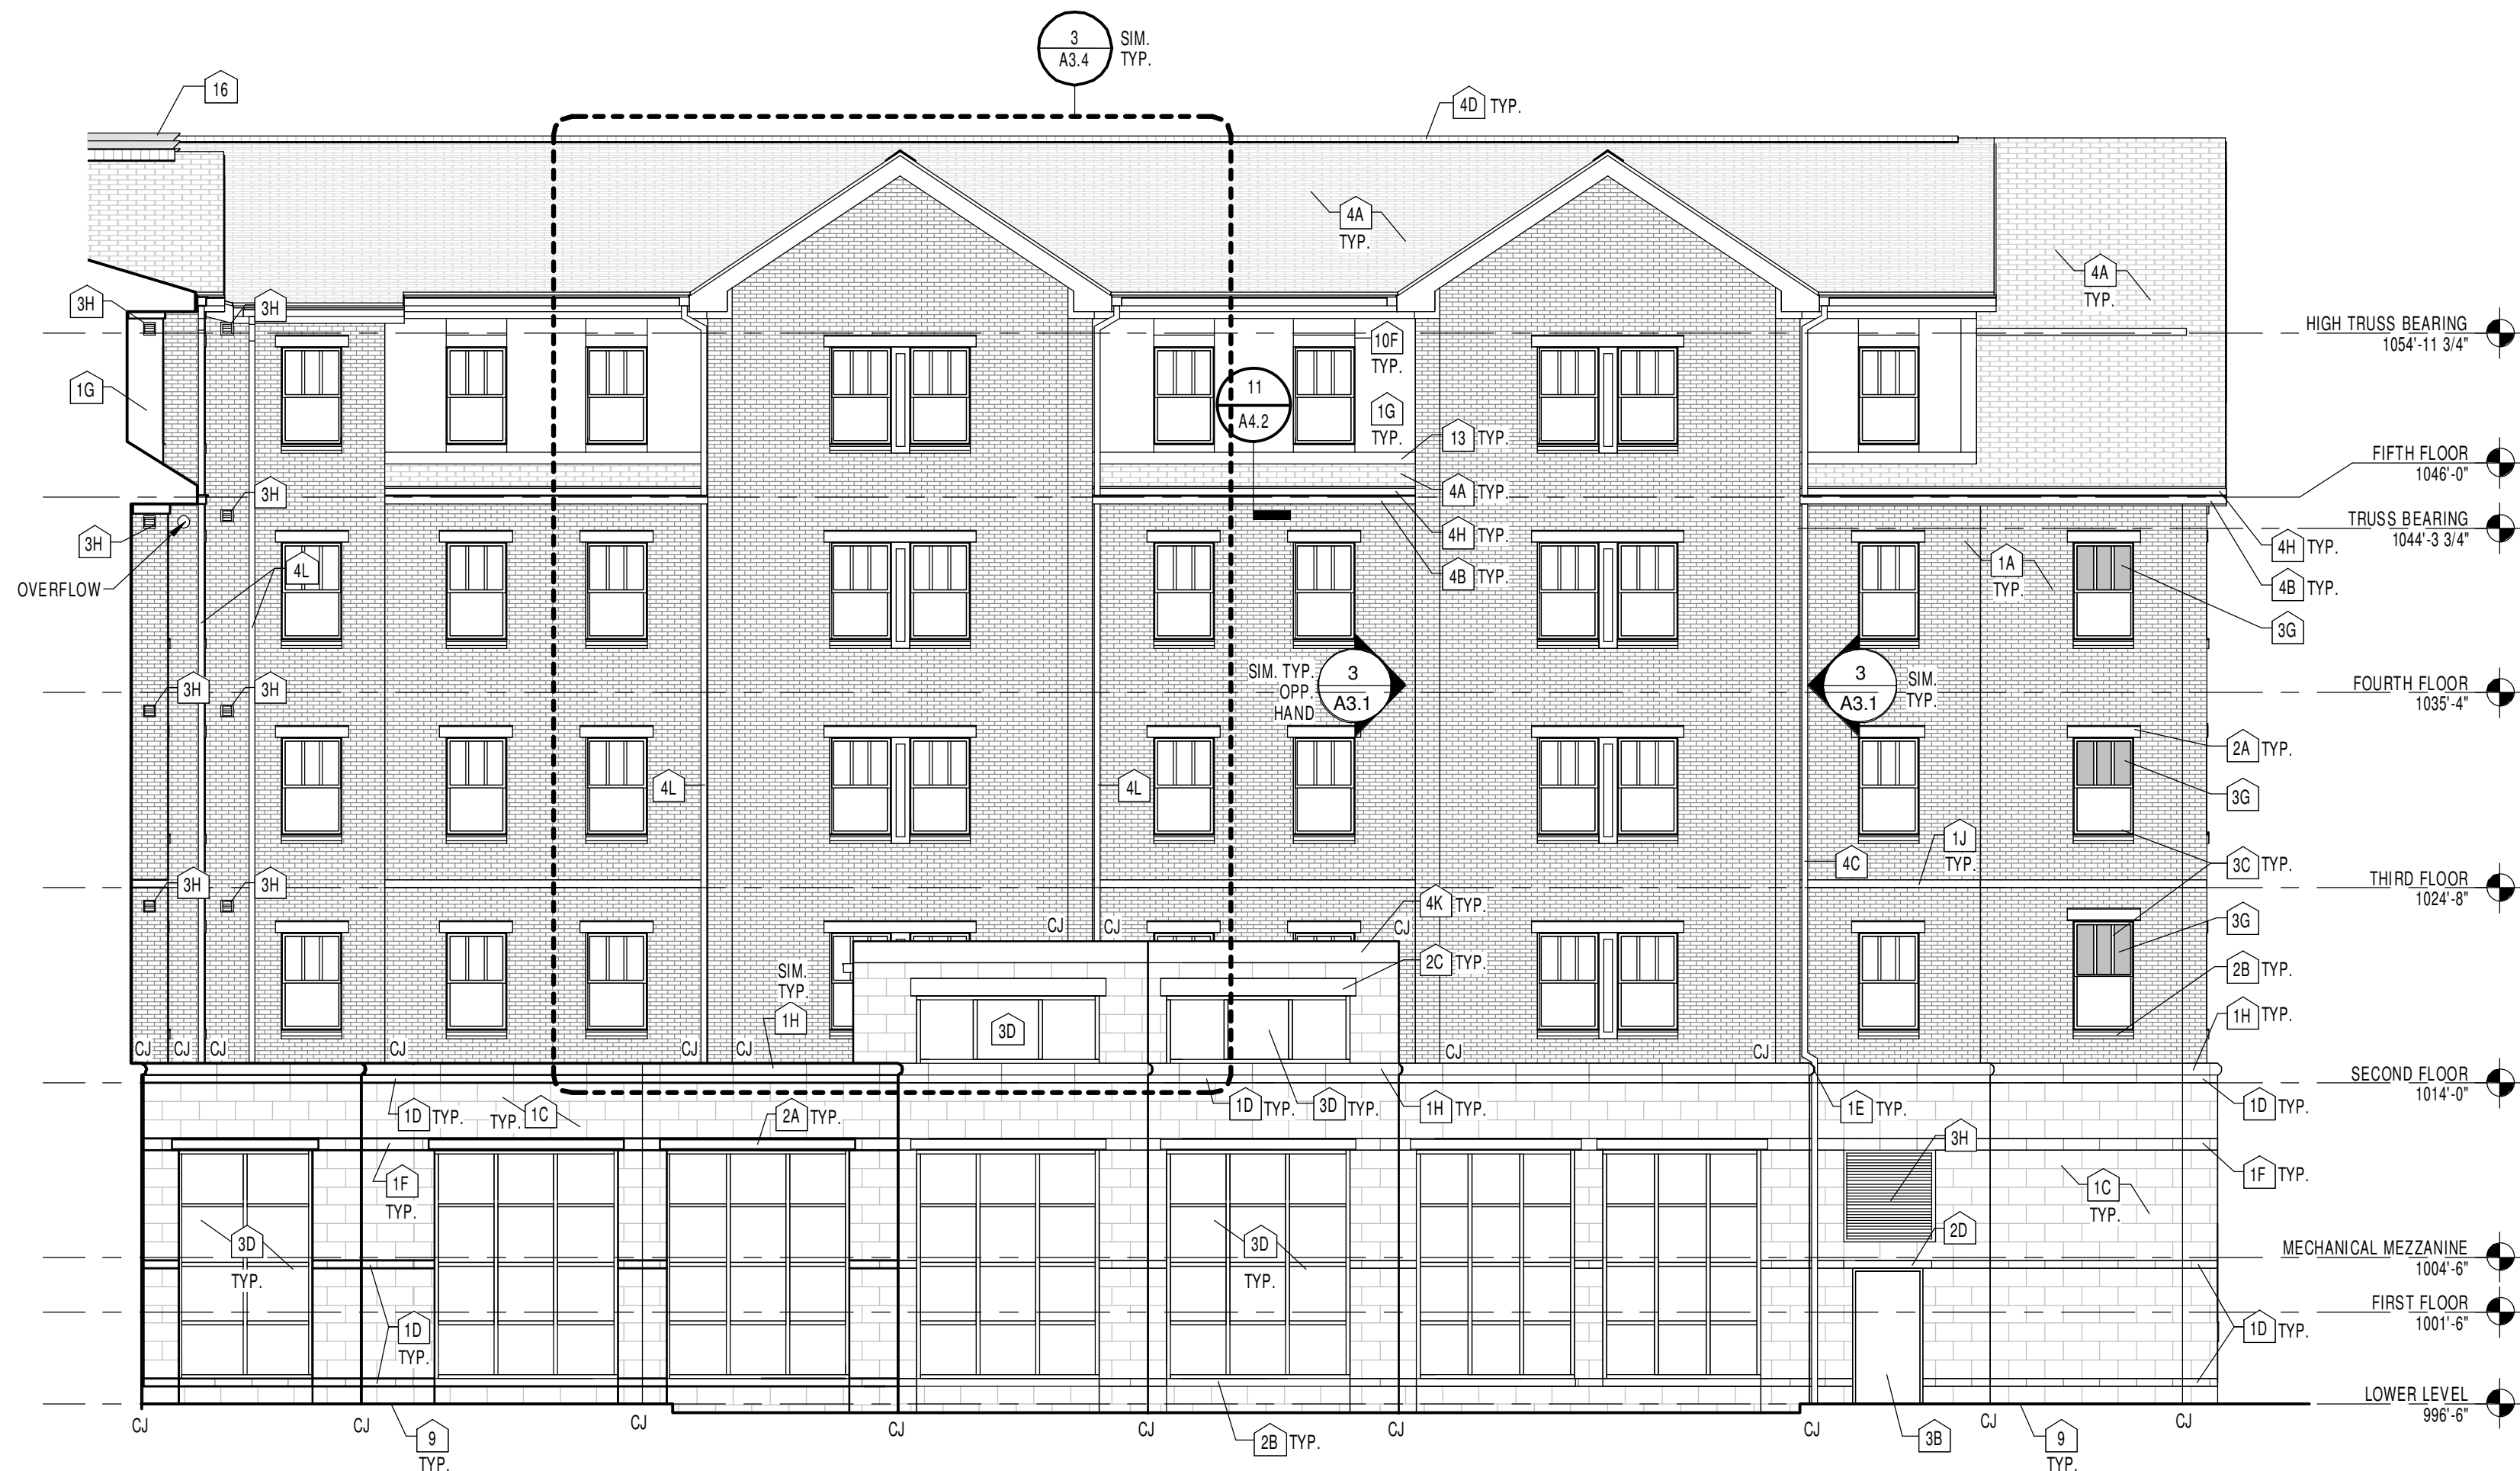 3
A3.4
SIM.
TYP.
16
4D TYP.
4A
TYP.
4A
TYP.
3H
3H
HIGH TRUSS BEARING
1054'-11 3/4"
10F
TYP.
1G
11
A4.2
1G
TYP.
13 TYP.
FIFTH FLOOR
1046'-0"
3H
4A TYP.
3H
TRUSS BEARING
1044'-3 3/4"
4H TYP.
4H TYP.
4L
1A
TYP.
4B TYP.
4B TYP.
OVERFLOW
3G
SIM. TYP.
OPP.
HAND
3
A3.1
3
A3.1
SIM.
TYP.
3H
3H
FOURTH FLOOR
1035'-4"
2A TYP.
4L
4L
3G
1J
TYP.
4C
3C TYP.
3H
3H
THIRD FLOOR
1024'-8"
4K TYP.
3G
CJ
CJ
CJ
2C TYP.
2B TYP.
SIM.
TYP.
1H
3D
1H TYP.
CJ
CJ
CJ
CJ
CJ
CJ
CJ
CJ
SECOND FLOOR
1014'-0"
1D TYP.
TYP.
1C
2A TYP.
1D TYP.
3D TYP.
1H TYP.
1E TYP.
1D TYP.
3H
1F TYP.
1F
TYP.
1C
TYP.
3D
TYP.
3D
TYP.
2D
MECHANICAL MEZZANINE
1004'-6"
FIRST FLOOR
1001'-6"
1D
TYP.
1D TYP.
LOWER LEVEL
996'-6"
CJ
CJ
CJ
CJ
CJ
CJ
CJ
CJ
CJ
9
TYP.
2B TYP.
3B
9
TYP.